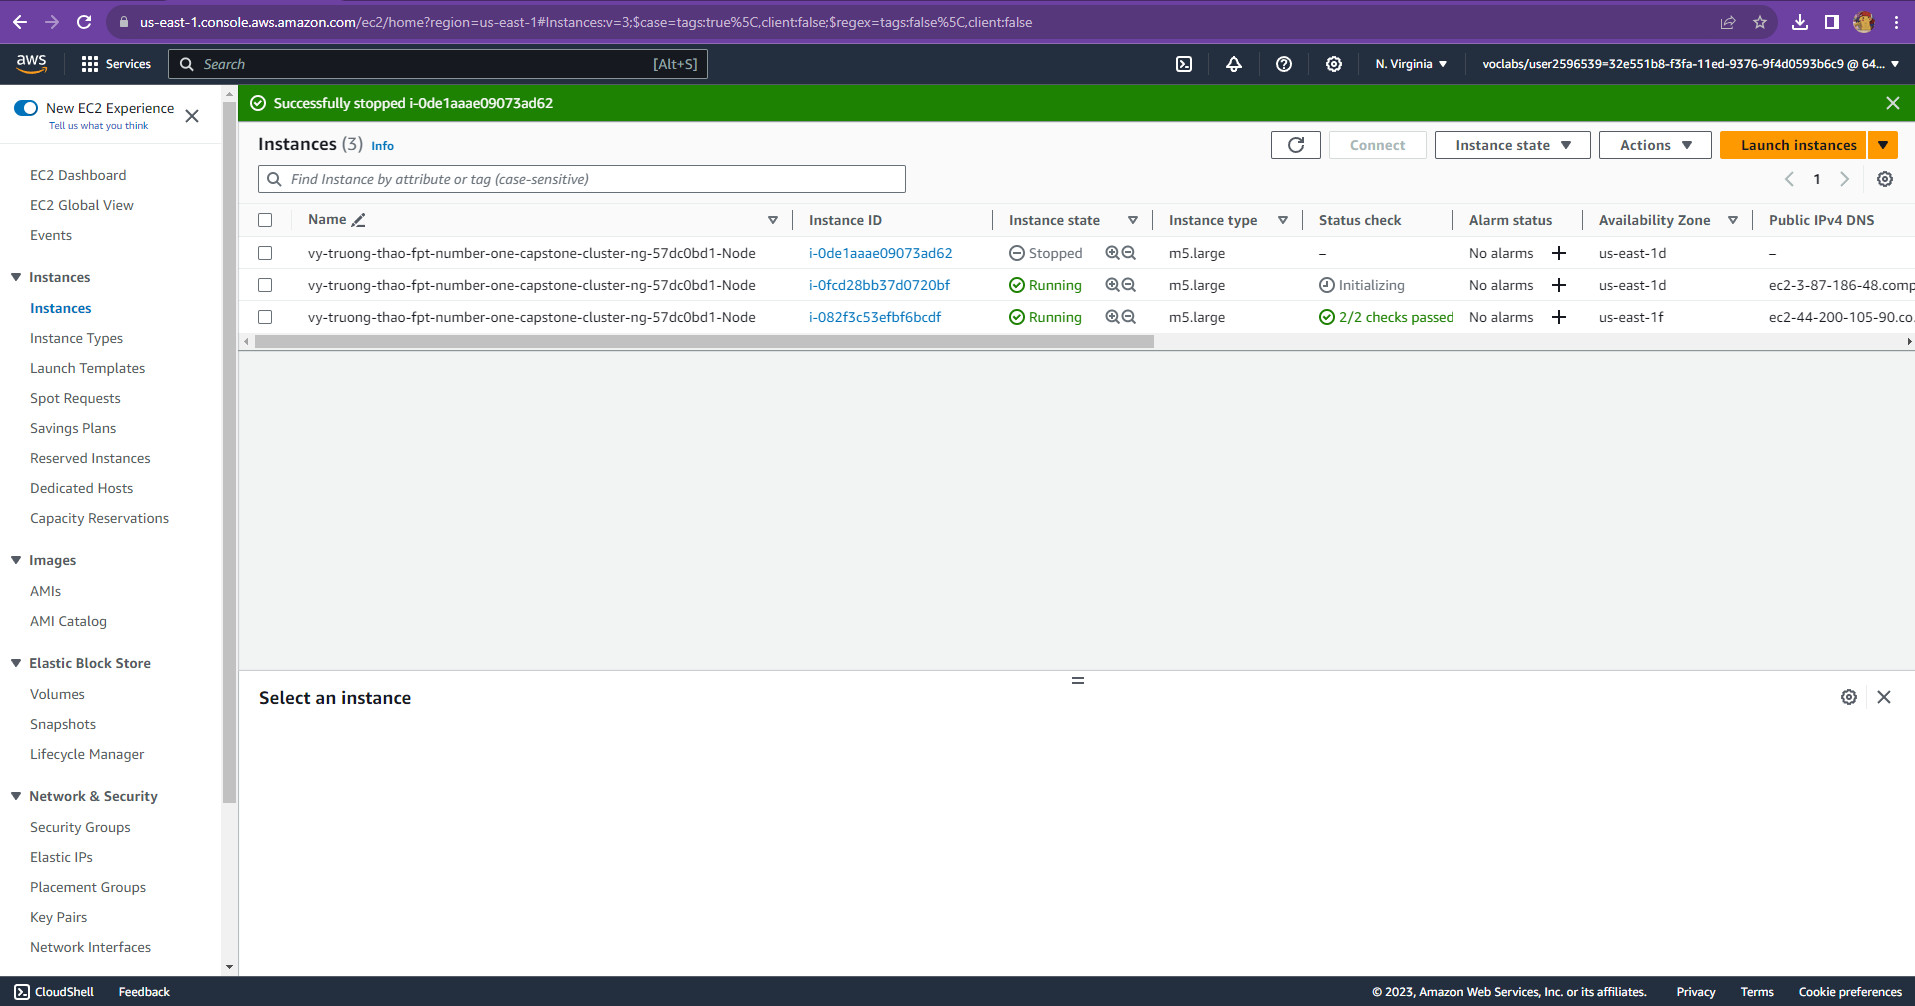 us-east-1.console.aws.amazon.com/ec2/home?region=us-east-1#Instances:v=3;$case=tags:true%5C,client:false;$regex=tags:false%5C,client:false
aws Services Search [Alt+S] N. Virginia voclabs/user2596539=32e551b8-f3fa-11ed-9376-9f4d0593b6c9 @ 64...
New EC2 Experience
Tell us what you think
EC2 Dashboard
EC2 Global View
Events
Instances
Instances
Instance Types
Launch Templates
Spot Requests
Savings Plans
Reserved Instances
Dedicated Hosts
Capacity Reservations
Images
AMIs
AMI Catalog
Elastic Block Store
Volumes
Snapshots
Lifecycle Manager
Network & Security
Security Groups
Elastic IPs
Placement Groups
Key Pairs
Network Interfaces
Successfully stopped i-0de1aaae09073ad62
Instances (3) Info Connect Instance state Actions Launch instances
Find Instance by attribute or tag (case-sensitive) 1
Name Instance ID Instance state Instance type Status check Alarm status Availability Zone Public IPv4 DNS
vy-truong-thao-fpt-number-one-capstone-cluster-ng-57dc0bd1-Node i-0de1aaae09073ad62 Stopped m5.large – No alarms us-east-1d –
vy-truong-thao-fpt-number-one-capstone-cluster-ng-57dc0bd1-Node i-0fcd28bb37d0720bf Running m5.large Initializing No alarms us-east-1d ec2-3-87-186-48.comp
vy-truong-thao-fpt-number-one-capstone-cluster-ng-57dc0bd1-Node i-082f3c53efbf6bcdf Running m5.large 2/2 checks passed No alarms us-east-1f ec2-44-200-105-90.co.
Select an instance
CloudShell Feedback © 2023, Amazon Web Services, Inc. or its affiliates. Privacy Terms Cookie preferences